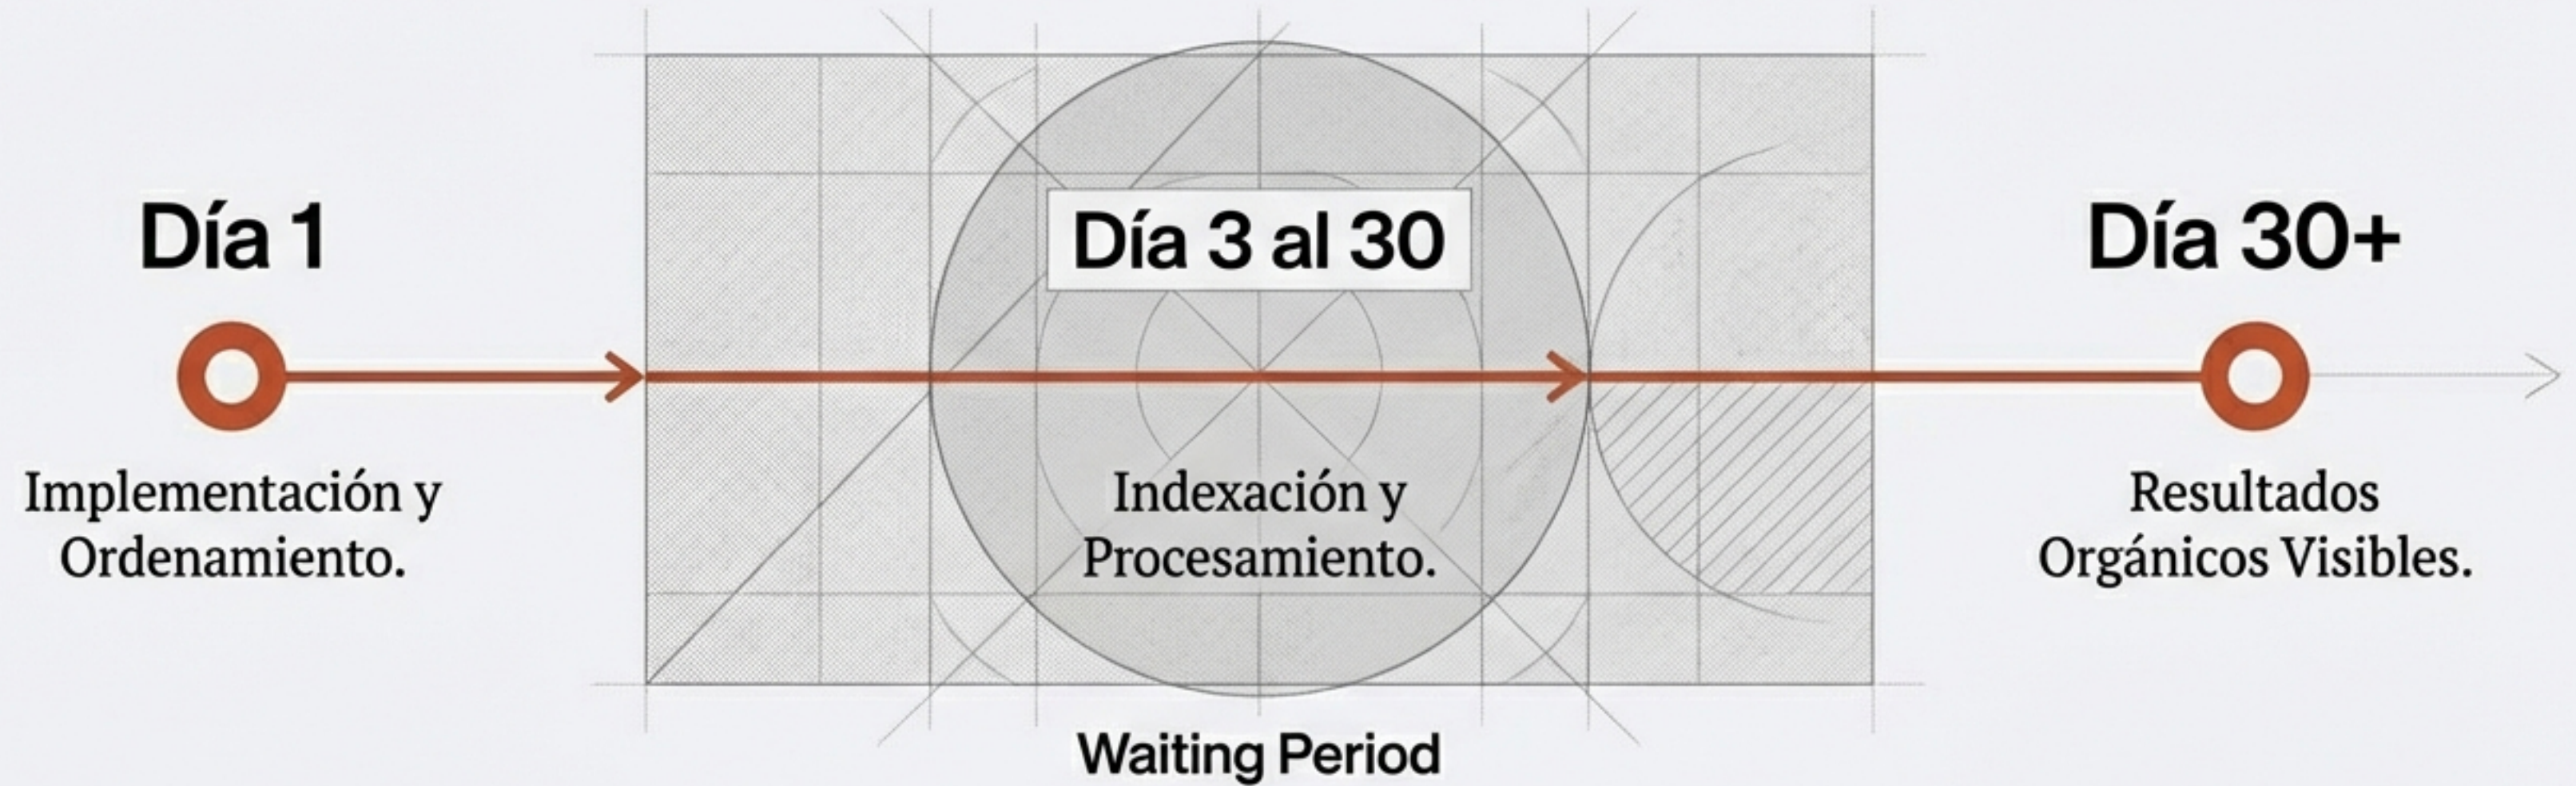 Día 1
Implementación y
Ordenamiento.
Día 3 al 30
Indexación y
Procesamiento.
Waiting Period
Día 30+
Resultados
Orgánicos Visibles.